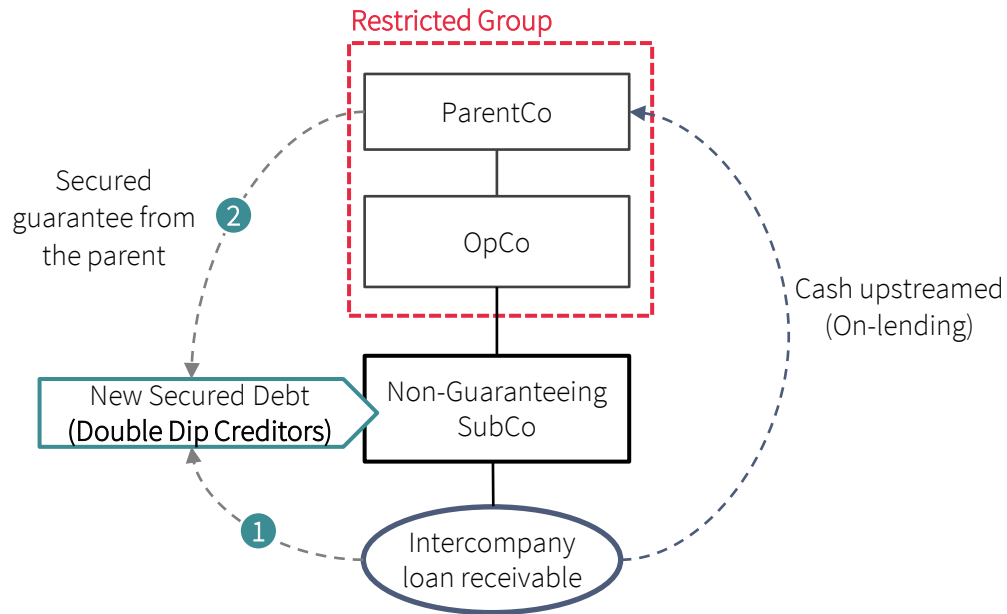 Restricted Group
ParentCo
Secured
guarantee from
the parent
2
OpCo
Cash upstreamed
(On-lending)
New Secured Debt
(Double Dip Creditors)
Non-Guaranteeing
SubCo
1
Intercompany
loan receivable